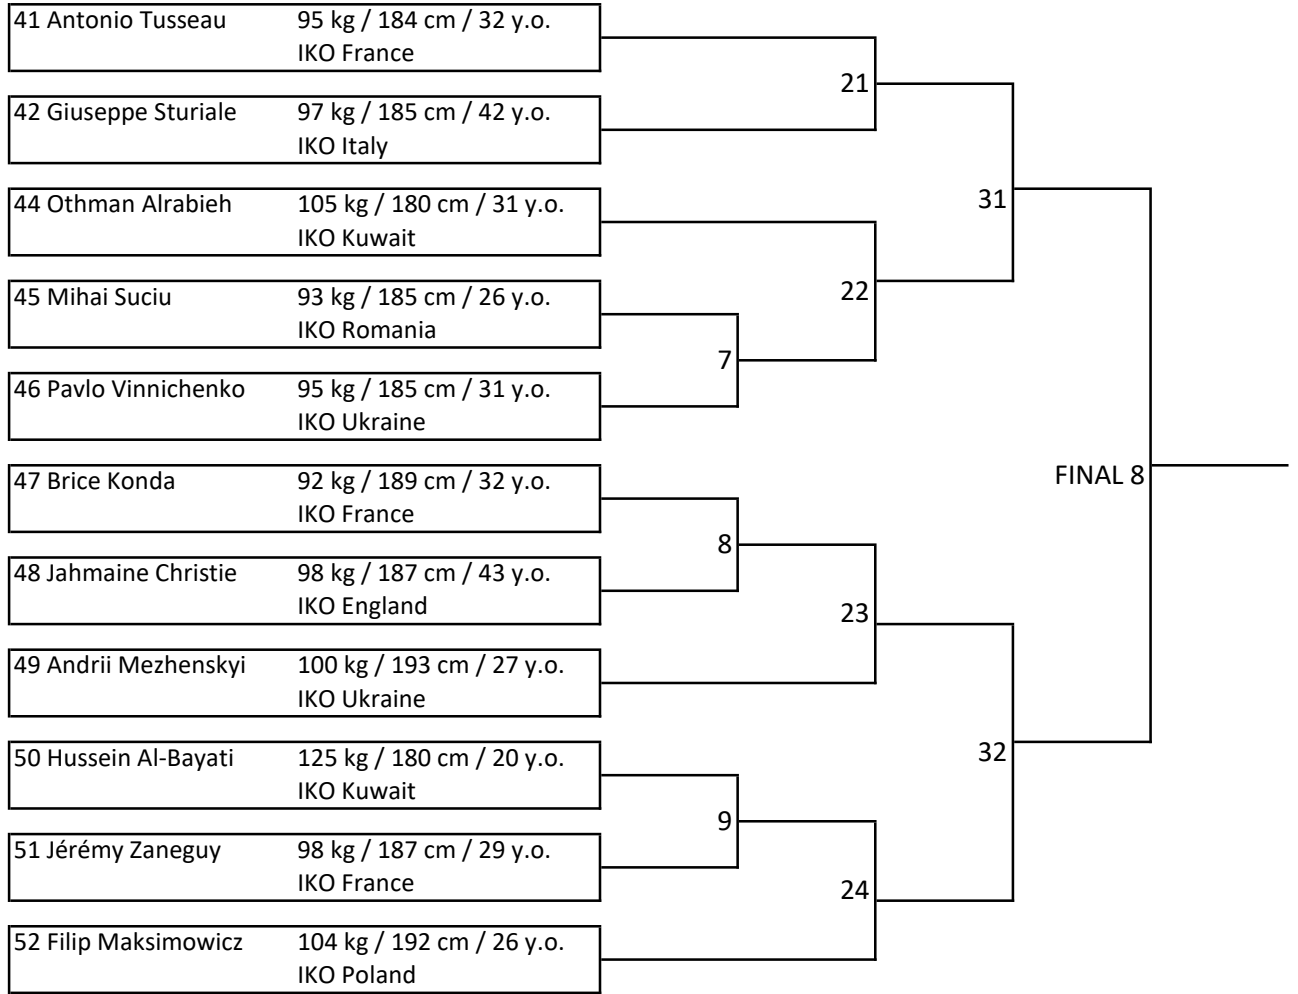 41 Antonio Tusseau 95 kg / 184 cm / 32 y.o.
IKO France
21
42 Giuseppe Sturiale 97 kg / 185 cm / 42 y.o.
IKO Italy
44 Othman Alrabieh 105 kg / 180 cm / 31 y.o.
31
IKO Kuwait
45 Mihai Suciu 93 kg / 185 cm / 26 y.o.
22
IKO Romania
7
46 Pavlo Vinnichenko 95 kg / 185 cm / 31 y.o.
IKO Ukraine
47 Brice Konda 92 kg / 189 cm / 32 y.o.
FINAL 8
IKO France
8
48 Jahmaine Christie 98 kg / 187 cm / 43 y.o.
IKO England
23
49 Andrii Mezhenskyi 100 kg / 193 cm / 27 y.o.
IKO Ukraine
50 Hussein Al-Bayati 125 kg / 180 cm / 20 y.o.
32
IKO Kuwait
9
51 Jérémy Zaneguy 98 kg / 187 cm / 29 y.o.
IKO France
24
52 Filip Maksimowicz 104 kg / 192 cm / 26 y.o.
IKO Poland